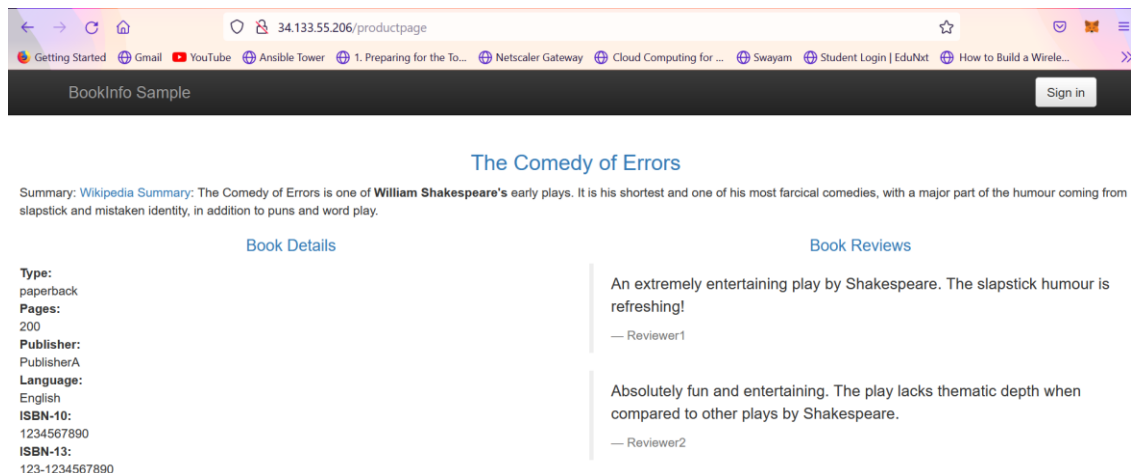 34.133.55.206/productpage
Getting Started Gmail YouTube Ansible Tower 1. Preparing for the To... Netscaler Gateway Cloud Computing for ... Swayam Student Login | EduNxt How to Build a Wirele...
BookInfo Sample
Sign in
The Comedy of Errors
Summary: Wikipedia Summary: The Comedy of Errors is one of William Shakespeare's early plays. It is his shortest and one of his most farcical comedies, with a major part of the humour coming from
slapstick and mistaken identity, in addition to puns and word play.
Book Details
Type:
paperback
Pages:
200
Publisher:
PublisherA
Language:
English
ISBN-10:
1234567890
ISBN-13:
123-1234567890
Book Reviews
An extremely entertaining play by Shakespeare. The slapstick humour is
refreshing!
— Reviewer1
Absolutely fun and entertaining. The play lacks thematic depth when
compared to other plays by Shakespeare.
— Reviewer2